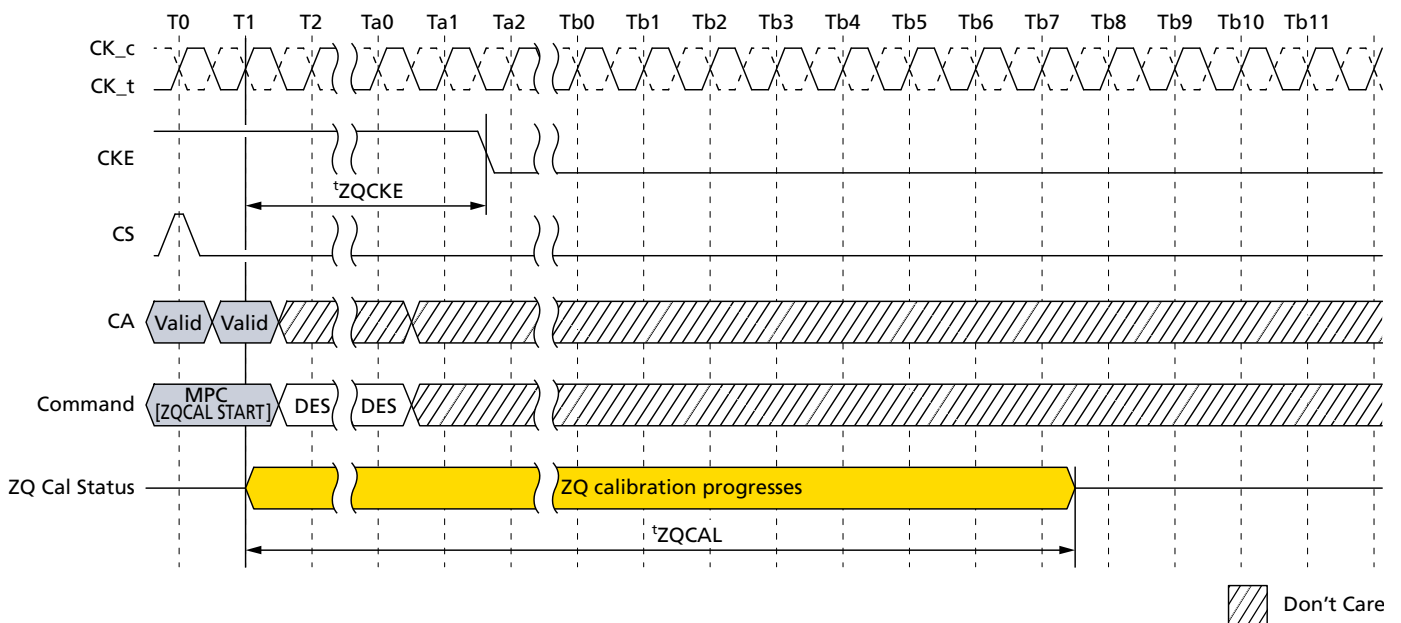 T0 T1 T2 Ta0 Ta1 Ta2 Tb0 Tb1 Tb2 Tb3 Tb4 Tb5 Tb6 Tb7 Tb8 Tb9 Tb10 Tb11
CK_c
CK_t
CKE
tZQCKE
CS
CA Valid Valid
Command MPC [ZQCAL START] DES DES
ZQ Cal Status ZQ calibration progresses
tZQCAL
Don't Care